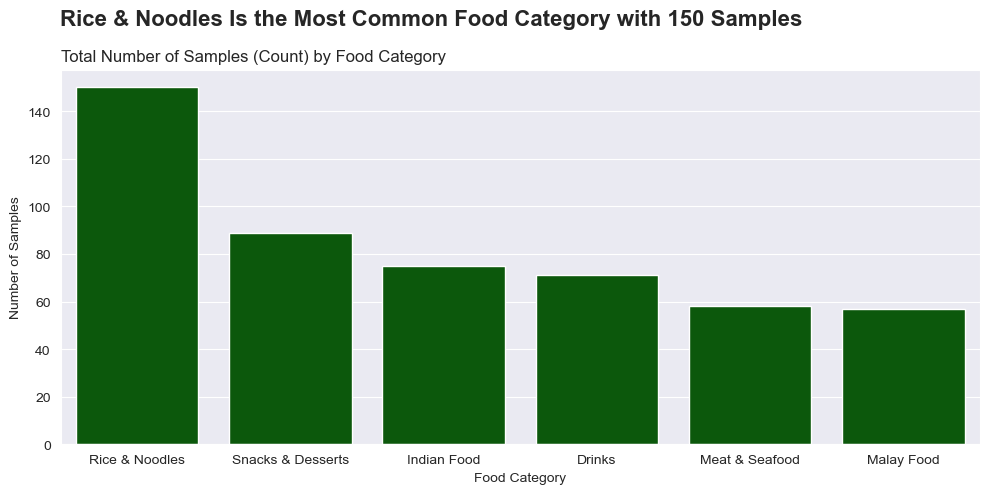 Rice & Noodles Is the Most Common Food Category with 150 Samples
Total Number of Samples (Count) by Food Category
Number of Samples
140
120
100
80
60
40
20
0
Rice & Noodles Snacks & Desserts Indian Food Drinks Meat & Seafood Malay Food
Food Category